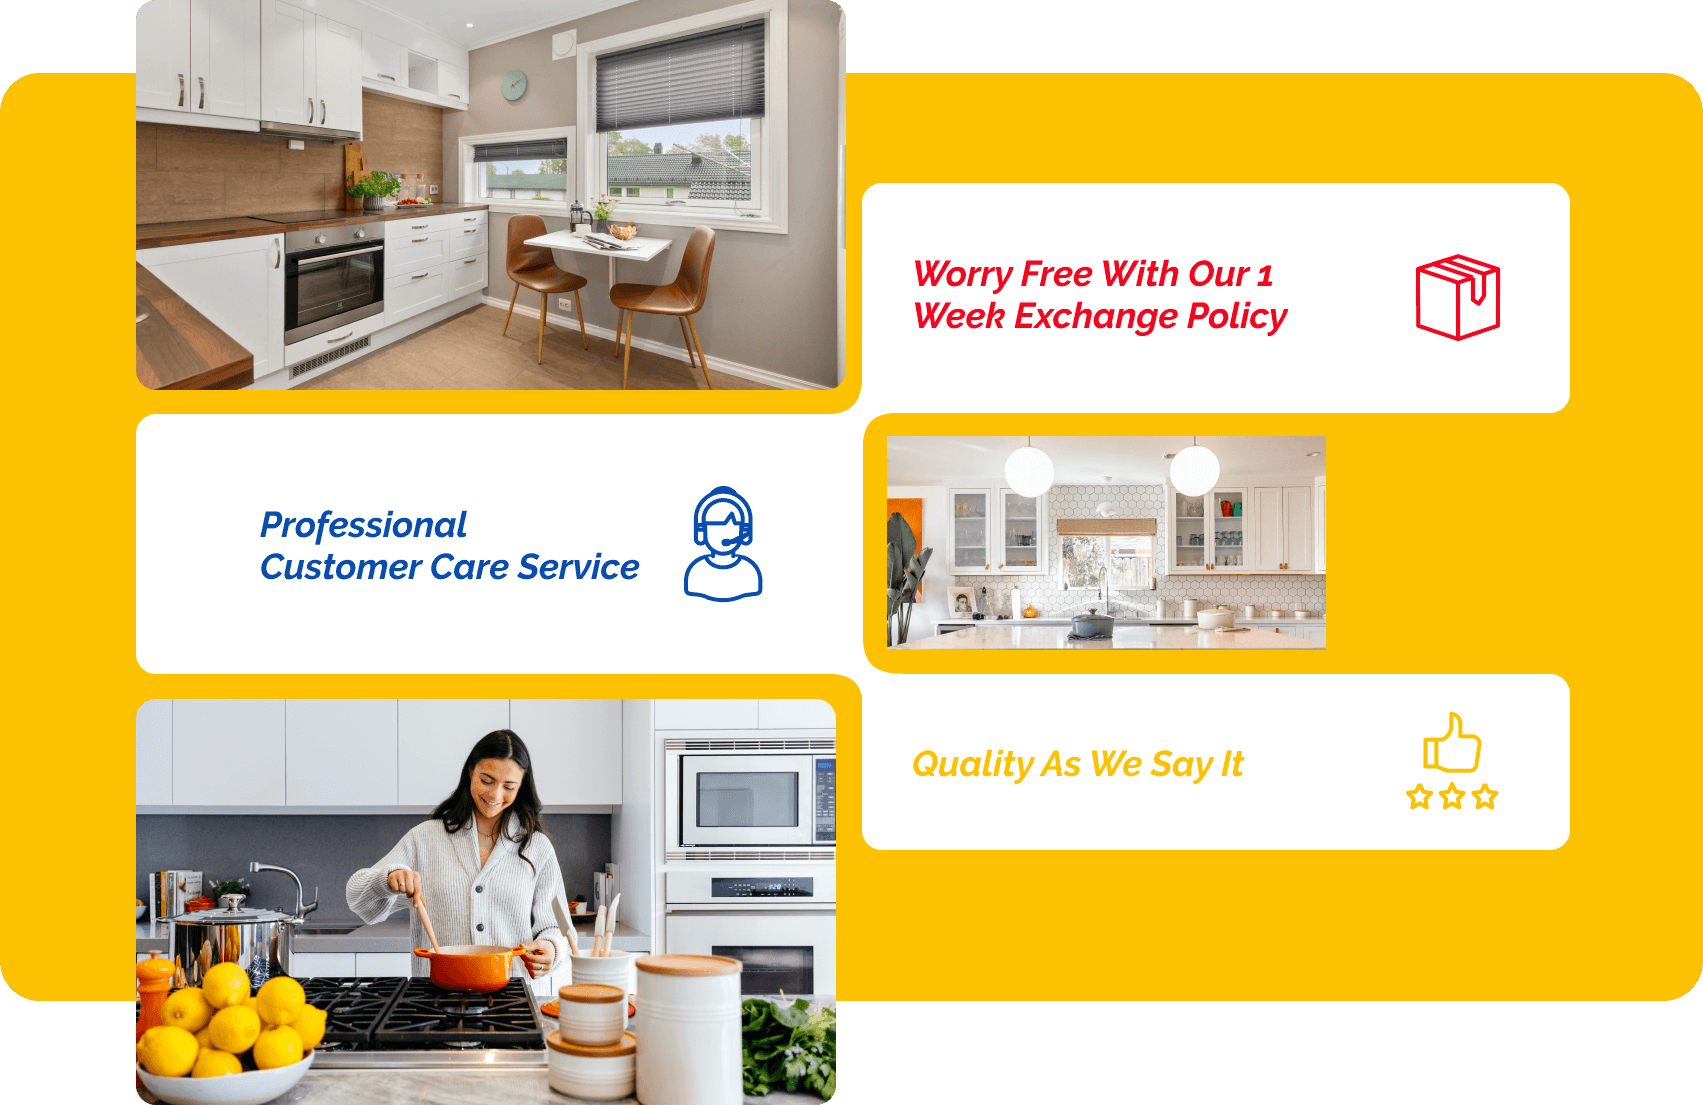 Worry Free With Our 1
Week Exchange Policy
Professional
Customer Care Service
Quality As We Say It